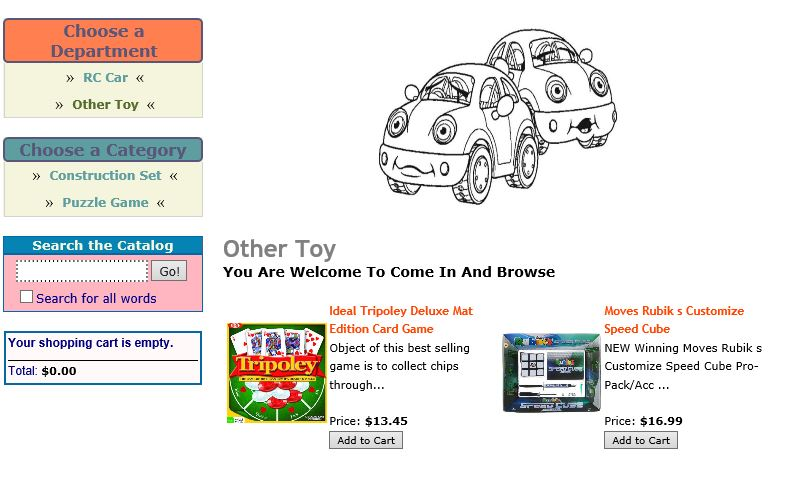 Choose a
Department
» RC Car «
» Other Toy «
Choose a Category
» Construction Set «
» Puzzle Game «
Search the Catalog
Go!
Search for all words
Your shopping cart is empty.
Total: $0.00
Other Toy
You Are Welcome To Come In And Browse
Tripoley
Ideal Tripoley Deluxe Mat
Edition Card Game
Object of this best selling
game is to collect chips
through...
Price: $13.45
Add to Cart
SPEED CUBE
Moves Rubik s Customize
Speed Cube
NEW Winning Moves Rubik s
Customize Speed Cube Pro-
Pack/Acc ...
Price: $16.99
Add to Cart